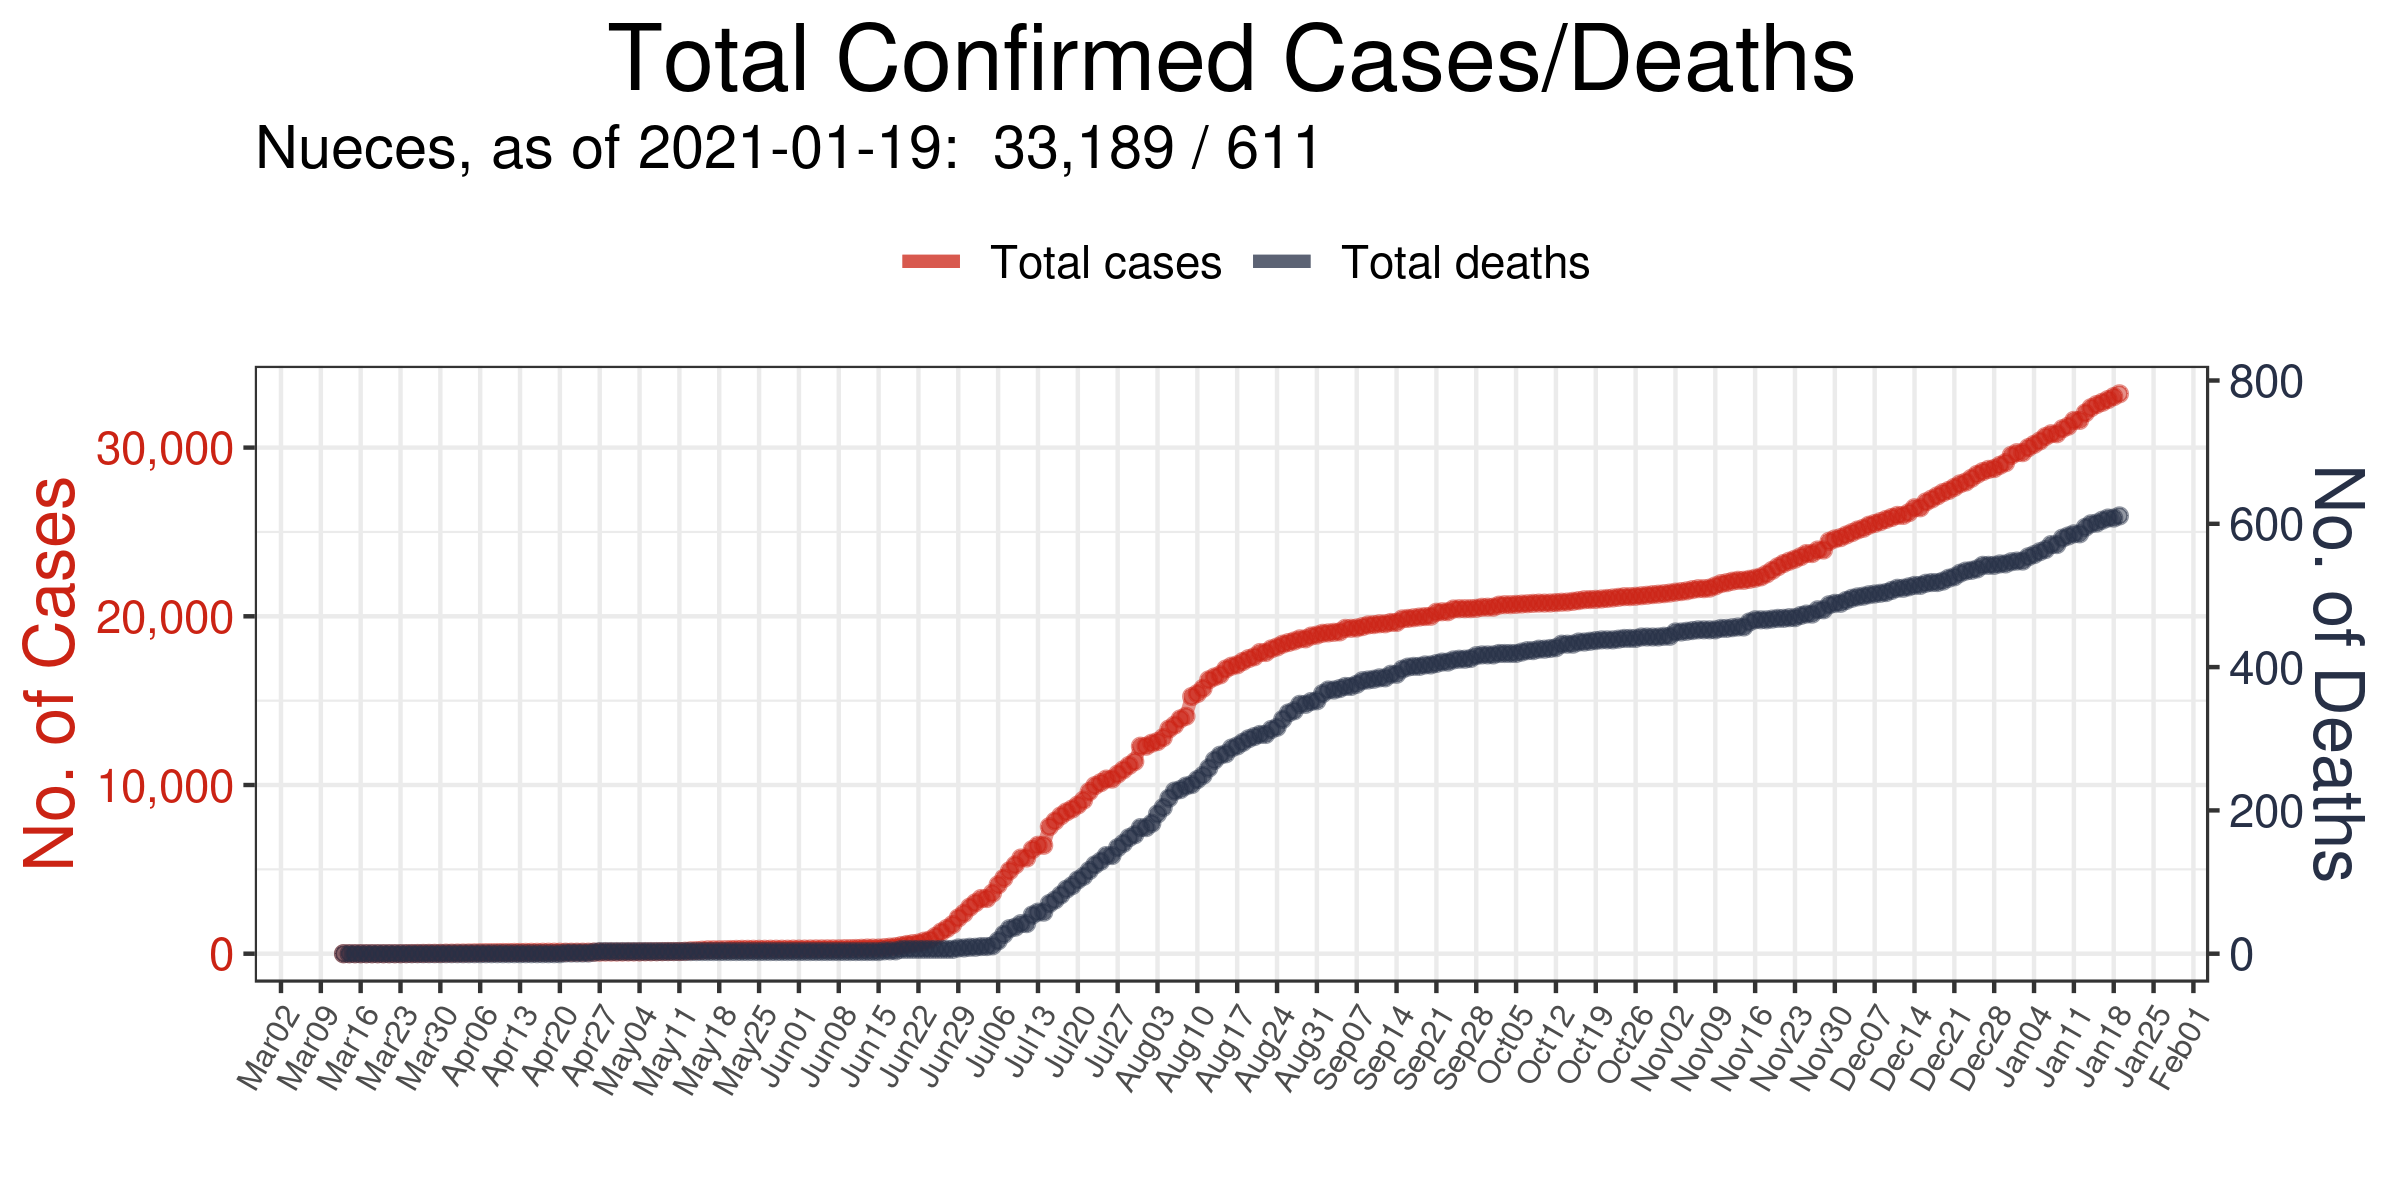 Total Confirmed Cases/Deaths
Nueces, as of 2021-01-19:  33,189 / 611
Total cases
Total deaths
No. of Cases
30,000
20,000
10,000
0
800
600
400
200
0
No. of Deaths
Mar02
Mar09
Mar16
Mar23
Mar30
Apr06
Apr13
Apr20
Apr27
May04
May11
May18
May25
Jun01
Jun08
Jun15
Jun22
Jun29
Jul06
Jul13
Jul20
Jul27
Aug03
Aug10
Aug17
Aug24
Aug31
Sep07
Sep14
Sep21
Sep28
Oct05
Oct12
Oct19
Oct26
Nov02
Nov09
Nov16
Nov23
Nov30
Dec07
Dec14
Dec21
Dec28
Jan04
Jan11
Jan18
Jan25
Feb01